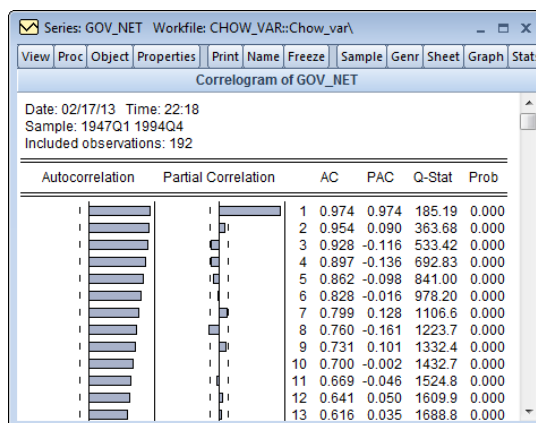 Series: GOV_NET Workfile: CHOW_VAR::Chow_var\
View Proc Object Properties Print Name Freeze Sample Genr Sheet Graph Stats
Correlogram of GOV_NET
Date: 02/17/13 Time: 22:18
Sample: 1947Q1 1994Q4
Included observations: 192
Autocorrelation Partial Correlation AC PAC Q-Stat Prob
1 0.974 0.974 185.19 0.000
2 0.954 0.090 363.68 0.000
3 0.928 -0.116 533.42 0.000
4 0.897 -0.136 692.83 0.000
5 0.862 -0.098 841.00 0.000
6 0.828 -0.016 978.20 0.000
7 0.799 0.128 1106.6 0.000
8 0.760 -0.161 1223.7 0.000
9 0.731 0.101 1332.4 0.000
10 0.700 -0.002 1432.7 0.000
11 0.669 -0.046 1524.8 0.000
12 0.641 0.050 1609.9 0.000
13 0.616 0.035 1688.8 0.000